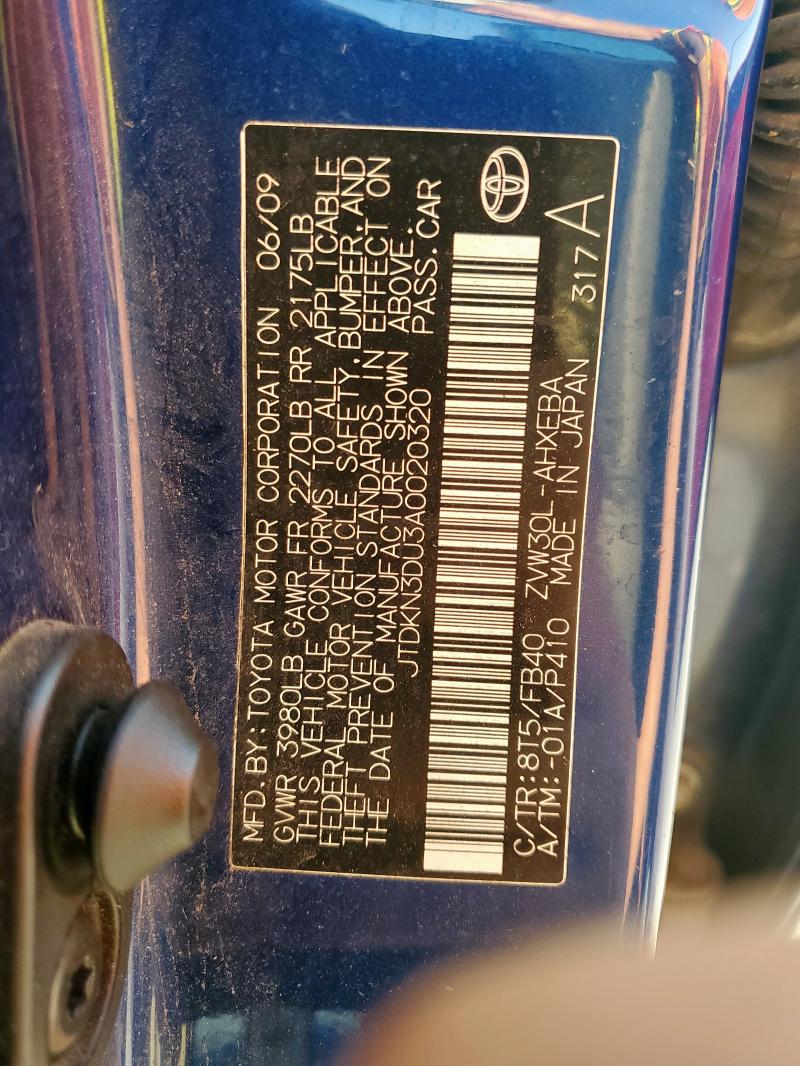 MFD. BY: TOYOTA MOTOR CORPORATION 06/09
GVWR 3980LB GAWR FR 2270LB RR 2175LB
THIS VEHICLE CONFORMS TO ALL APPLICABLE
FEDERAL MOTOR VEHICLE SAFETY, BUMPER, AND
THEFT PREVENTION STANDARDS IN EFFECT ON
THE DATE OF MANUFACTURE SHOWN ABOVE.
JTDKN3DU3A0020320 PASS. CAR
C/TR: 8T5/FB40 ZVW30L-AHXEBA
A/TM: -01A/P410 MADE IN JAPAN 317 A